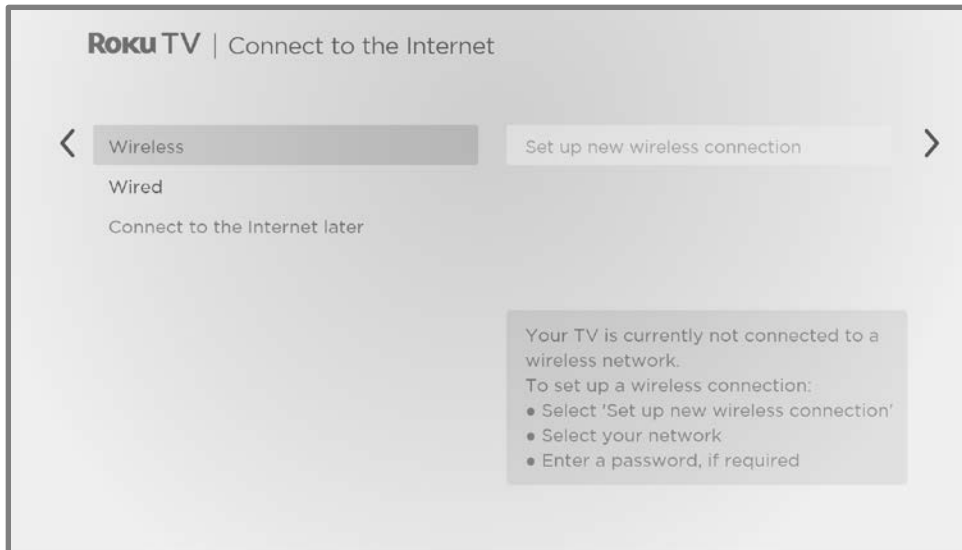 Roku TV | Connect to the Internet
Wireless
Set up new wireless connection
Wired
Connect to the Internet later
Your TV is currently not connected to a
wireless network.
To set up a wireless connection:
● Select 'Set up new wireless connection'
● Select your network
● Enter a password, if required